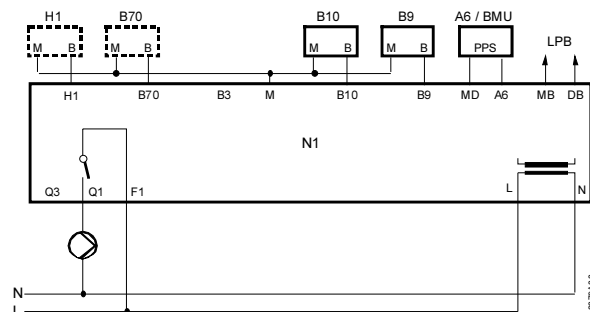 H1 B70 B10 B9 A6 / BMU
M B M B M B M B PPS LPB
H1 B70 B3 M B10 B9 MD A6 MB DB
N1
Q3 Q1 F1 L N
N
L